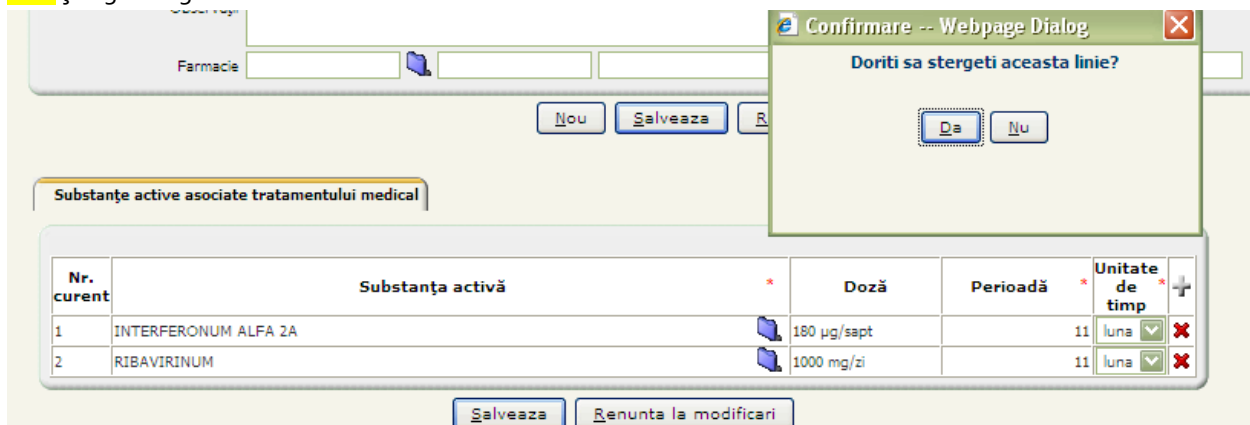 Confirmare -- Webpage Dialog
Doriti sa stergeti aceasta linie?
Da Nu
Farmacie
Nou Salveaza R
Substanțe active asociate tratamentului medical
Nr. curent Substanța activă * Doză Perioadă * Unitate de timp *
1 INTERFERONUM ALFA 2A 180 µg/sapt 11 luna
2 RIBAVIRINUM 1000 mg/zi 11 luna
Salveaza Renunta la modificari